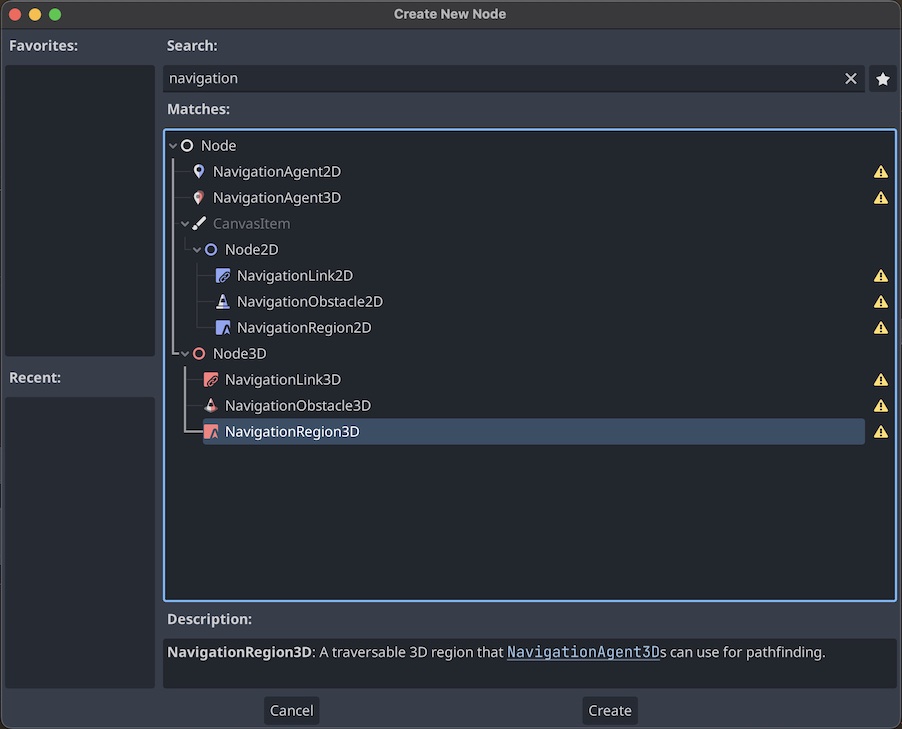 Create New Node
Favorites:
Search:
navigation
Matches:
Node
NavigationAgent2D
NavigationAgent3D
CanvasItem
Node2D
NavigationLink2D
NavigationObstacle2D
NavigationRegion2D
Node3D
NavigationLink3D
NavigationObstacle3D
NavigationRegion3D
Recent:
Description:
NavigationRegion3D: A traversable 3D region that NavigationAgent3Ds can use for pathfinding.
Cancel
Create